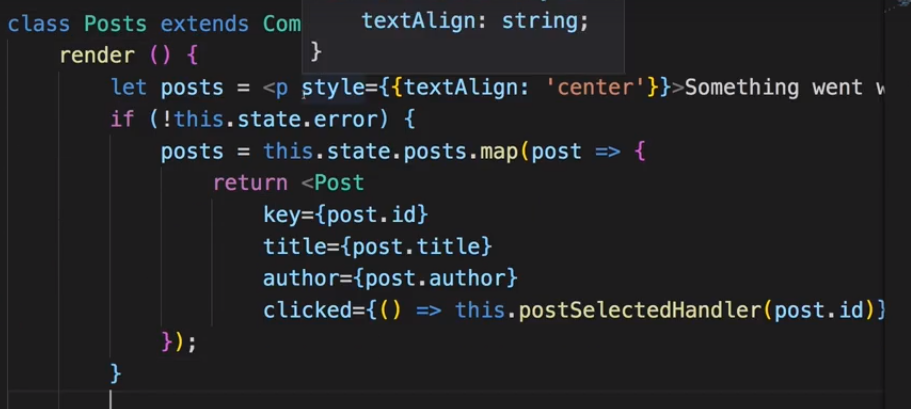 class Posts extends Com
textAlign: string;
}
render () {
let posts = <p style={{textAlign: 'center'}}>Something went w
if (!this.state.error) {
posts = this.state.posts.map(post => {
return <Post
key={post.id}
title={post.title}
author={post.author}
clicked={() => this.postSelectedHandler(post.id)}
});
}